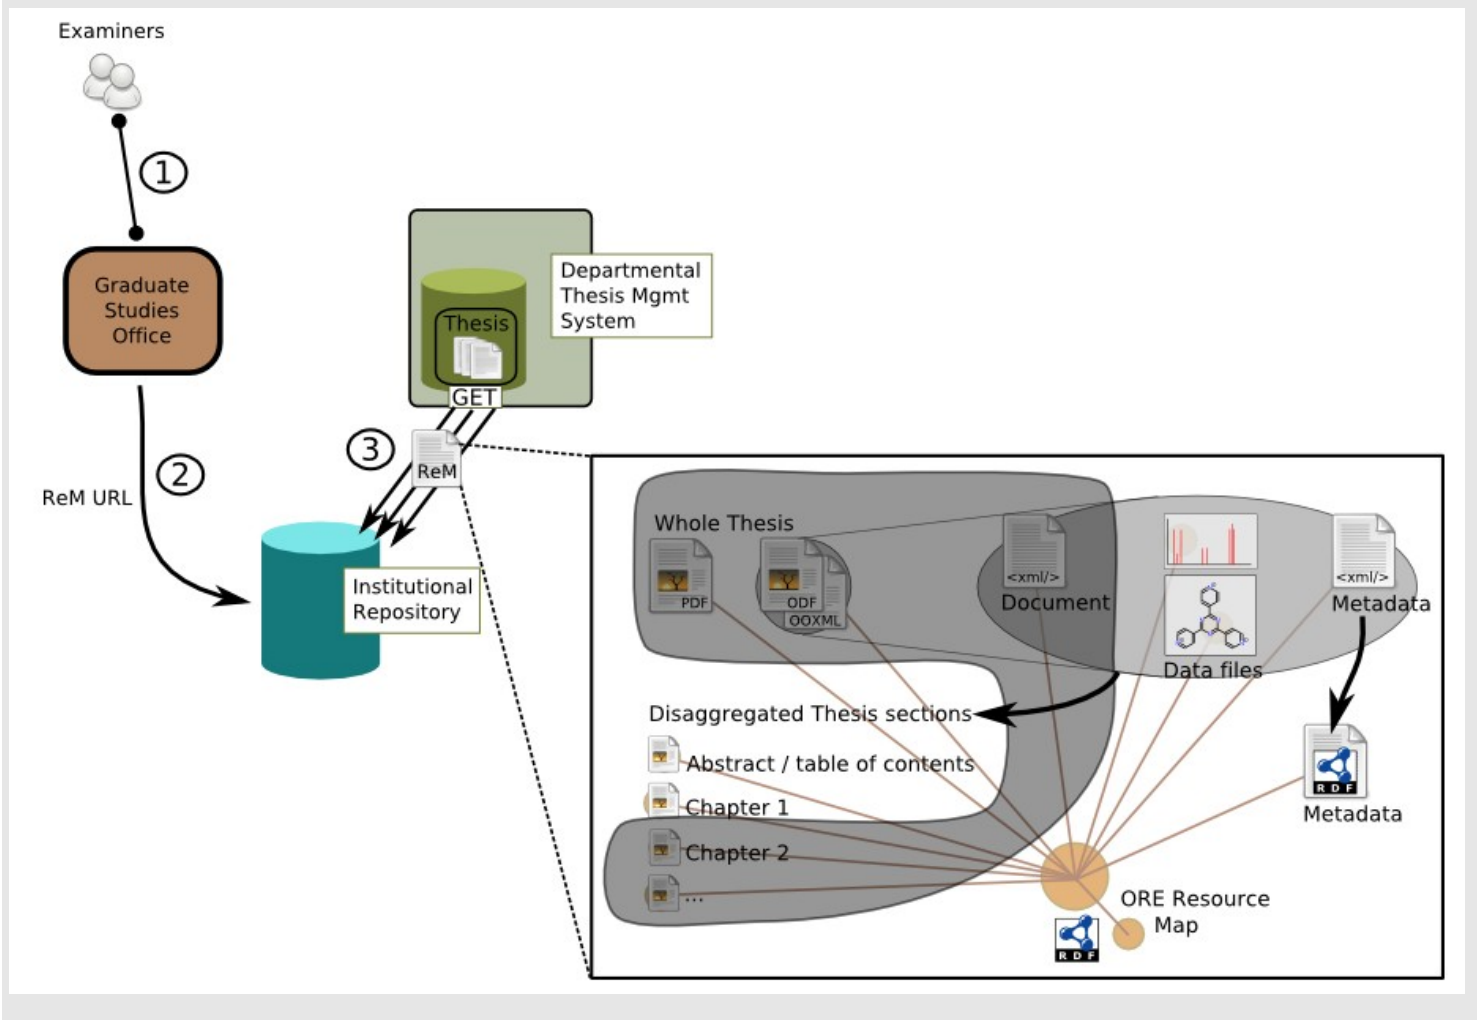 Examiners
1
Graduate
Studies
Office
Departmental
Thesis Mgmt
System
Thesis
GET
3
ReM
2
ReM URL
Institutional
Repository
Whole Thesis
PDF
ODF
OOXML
<xml/>
Document
Data files
<xml/>
Metadata
Disaggregated Thesis sections
Abstract / table of contents
Chapter 1
Chapter 2
...
RDF
Metadata
ORE Resource
Map
RDF